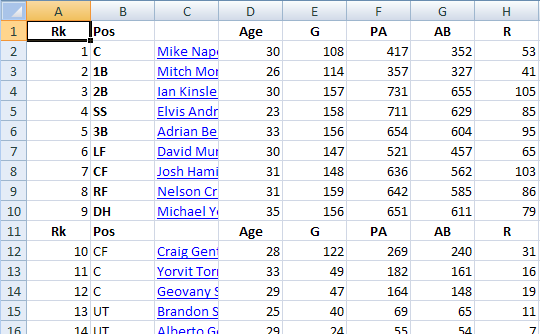 A B C D E F G H
1 Rk Pos Age G PA AB R
2 1 C Mike Nap 30 108 417 352 53
3 2 1B Mitch Mor 26 114 357 327 41
4 3 2B Ian Kinsle 30 157 731 655 105
5 4 SS Elvis Andr 23 158 711 629 85
6 5 3B Adrian Be 33 156 654 604 95
7 6 LF David Mur 30 147 521 457 65
8 7 CF Josh Hami 31 148 636 562 103
9 8 RF Nelson Cr 31 159 642 585 86
10 9 DH Michael Y 35 156 651 611 79
11 Rk Pos Age G PA AB R
12 10 CF Craig Gent 28 122 269 240 31
13 11 C Yorvit Torr 33 49 182 161 16
14 12 C Geovany S 29 47 164 148 19
15 13 UT Brandon S 25 40 69 65 11
16 14 UT Alberto G 29 24 55 54 7